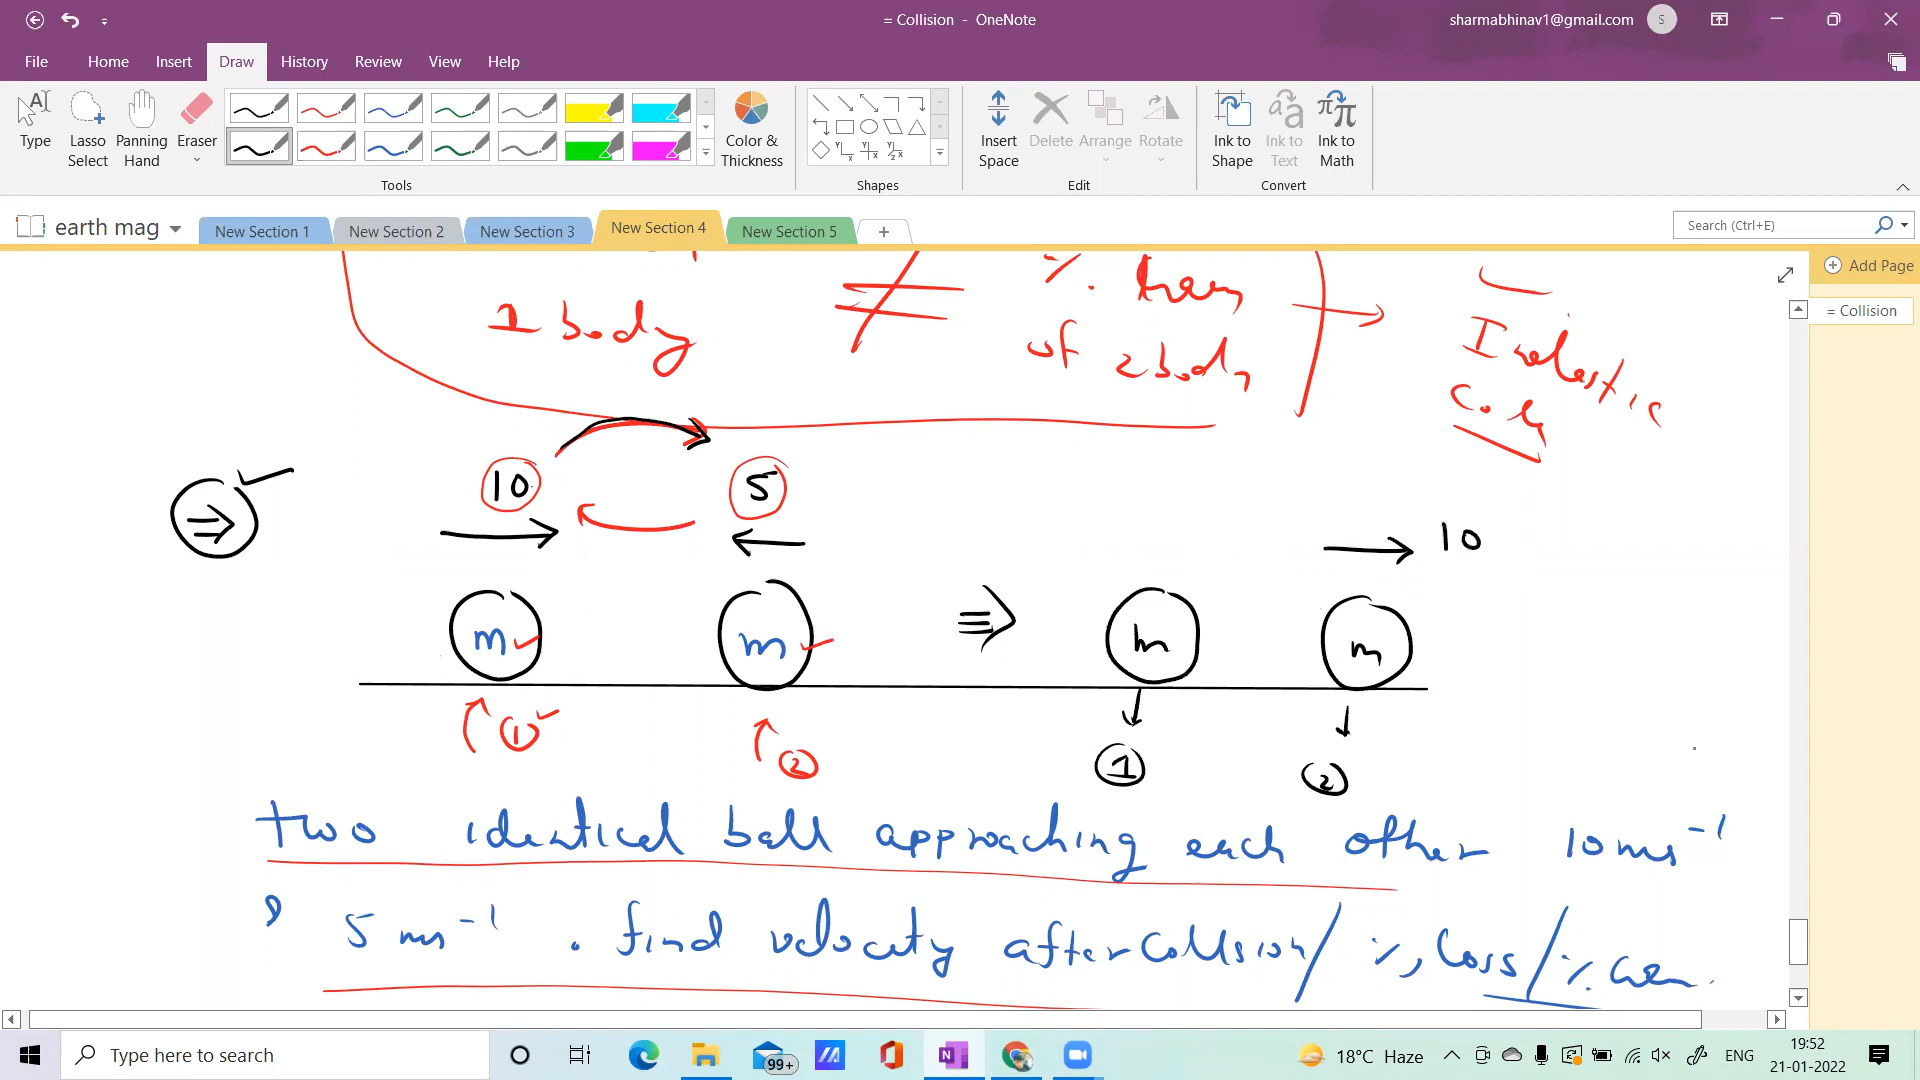 = Collision - OneNote
sharmabhinav1@gmail.com S
File Home Insert Draw History Review View Help
Type Lasso Select Panning Hand Eraser Color & Thickness Insert Space Delete Arrange Rotate Ink to Shape Ink to Text Ink to Math
Tools Shapes Edit Convert
earth mag New Section 1 New Section 2 New Section 3 New Section 4 New Section 5 +
Search (Ctrl+E)
Add Page
= Collision
1 body
≠
of 2 body
Inelastic
10 5
10
m m ⇒ m m
1 2
1 2
two identical ball approaching each other 10 ms⁻¹
5 ms⁻¹ . find velocity after collision / % loss / %
Type here to search
99+
18°C Haze
ENG
19:52
21-01-2022